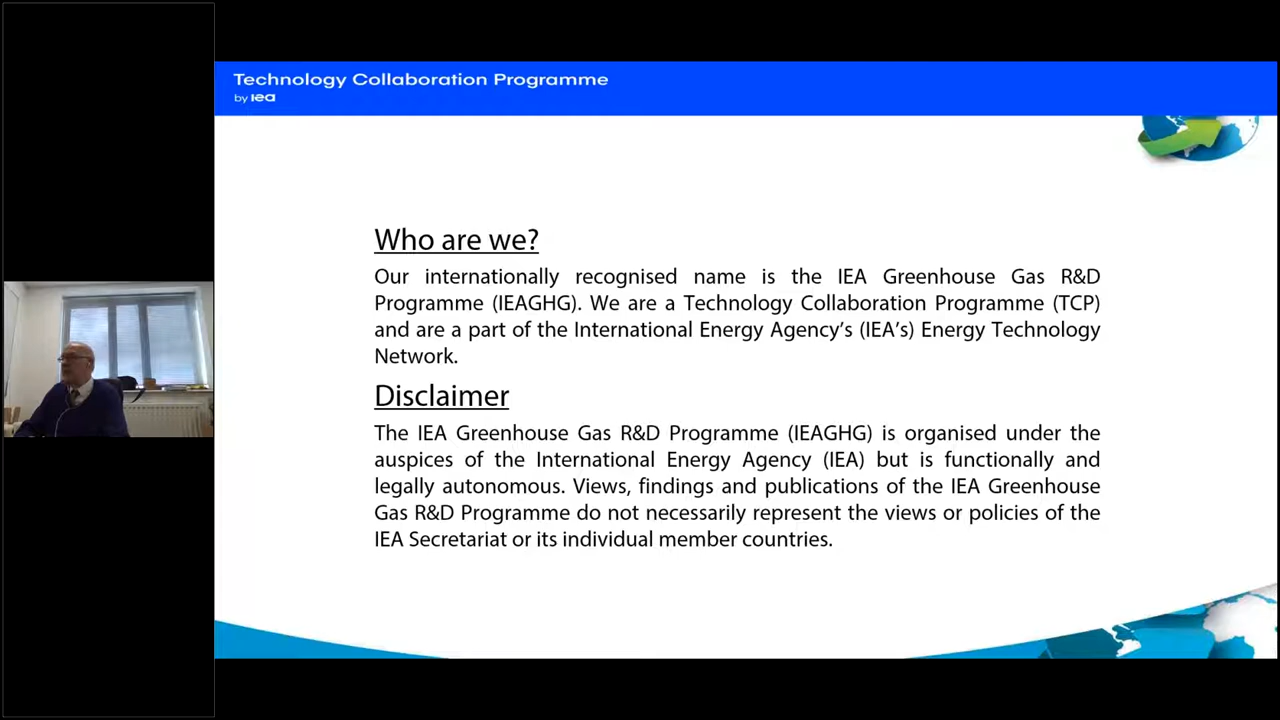 Technology Collaboration Programme
by iea
Who are we?
Our internationally recognised name is the IEA Greenhouse Gas R&D
Programme (IEAGHG). We are a Technology Collaboration Programme (TCP)
and are a part of the International Energy Agency’s (IEA’s) Energy Technology
Network.
Disclaimer
The IEA Greenhouse Gas R&D Programme (IEAGHG) is organised under the
auspices of the International Energy Agency (IEA) but is functionally and
legally autonomous. Views, findings and publications of the IEA Greenhouse
Gas R&D Programme do not necessarily represent the views or policies of the
IEA Secretariat or its individual member countries.